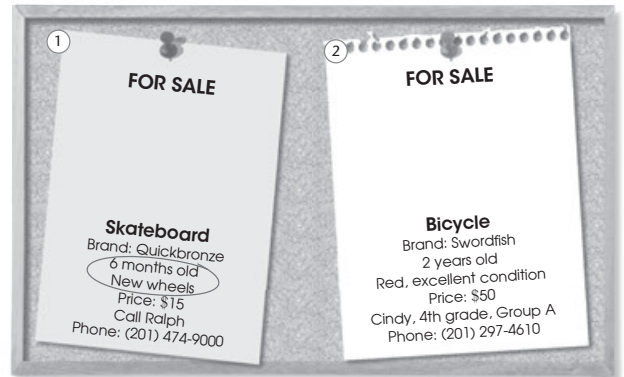 1
FOR SALE
Skateboard
Brand: Quickbronze
6 months old
New wheels
Price: $15
Call Ralph
Phone: (201) 474-9000
2
FOR SALE
Bicycle
Brand: Swordfish
2 years old
Red, excellent condition
Price: $50
Cindy, 4th grade, Group A
Phone: (201) 297-4610